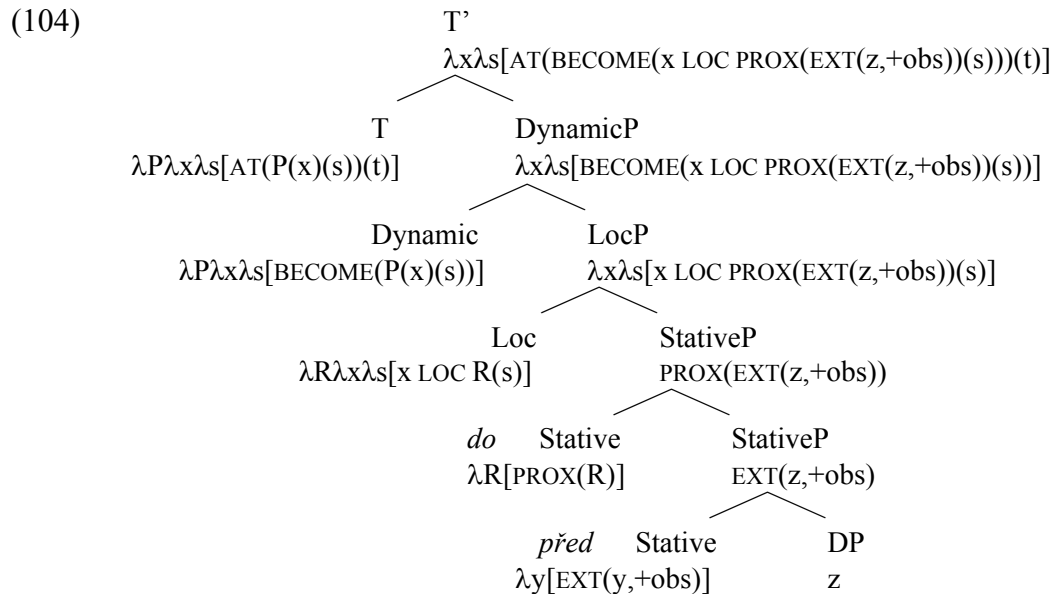 (104)
T’
λxλs[AT(BECOME(x LOC PROX(EXT(z,+obs))(s)))(t)]
T DynamicP
λPλxλs[AT(P(x)(s))(t)] λxλs[BECOME(x LOC PROX(EXT(z,+obs))(s))]
Dynamic LocP
λPλxλs[BECOME(P(x)(s))] λxλs[x LOC PROX(EXT(z,+obs))(s)]
Loc StativeP
λRλxλs[x LOC R(s)] PROX(EXT(z,+obs))
do Stative StativeP
λR[PROX(R)] EXT(z,+obs)
před Stative DP
λy[EXT(y,+obs)] z